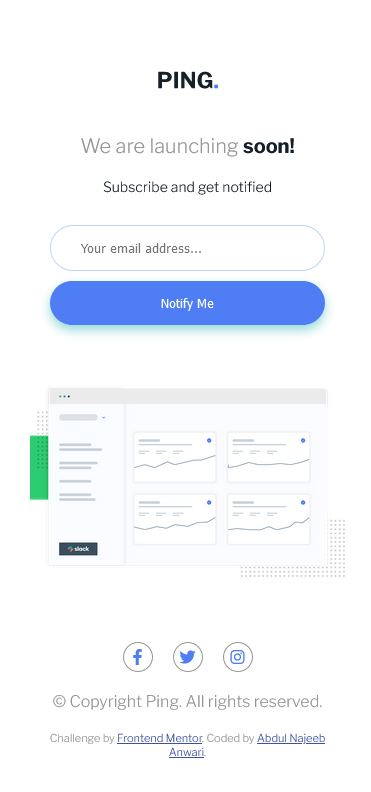 PING.
We are launching soon!
Subscribe and get notified
Your email address...
Notify Me
slack
© Copyright Ping. All rights reserved.
Challenge by Frontend Mentor. Coded by Abdul Najeeb
Anwari.